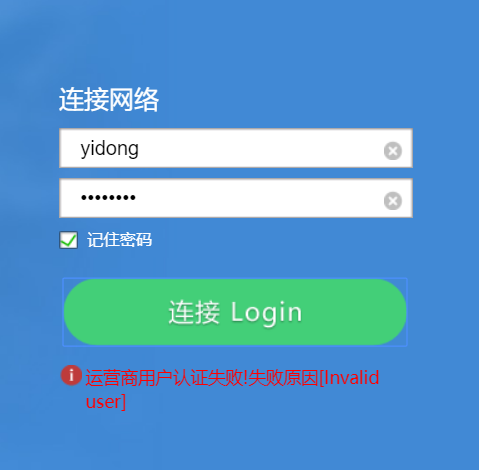 连接网络
yidong
••••••••
记住密码
连接 Login
运营商用户认证失败!失败原因[Invalid
user]